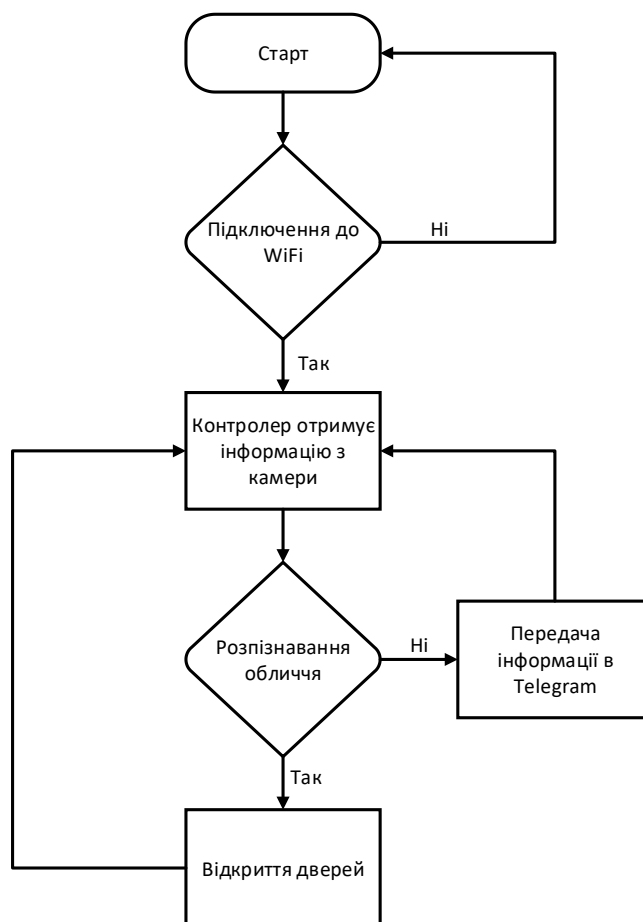 Старт
Підключення до
WiFi
Ні
Так
Контролер отримує
інформацію з
камери
Розпізнавання
обличчя
Ні
Передача
інформації в
Telegram
Так
Відкриття дверей